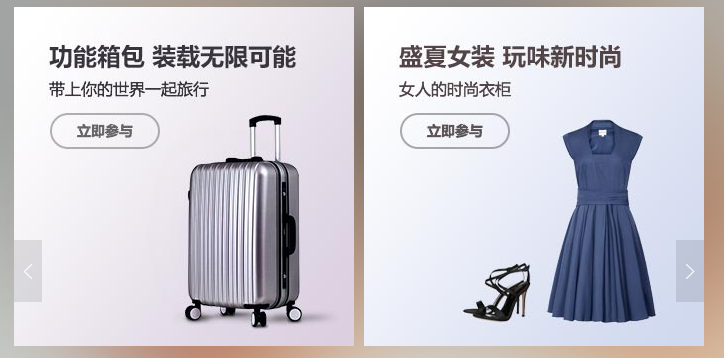 功能箱包 装载无限可能
带上你的世界一起旅行
立即参与
盛夏女装 玩味新时尚
女人的时尚衣柜
立即参与